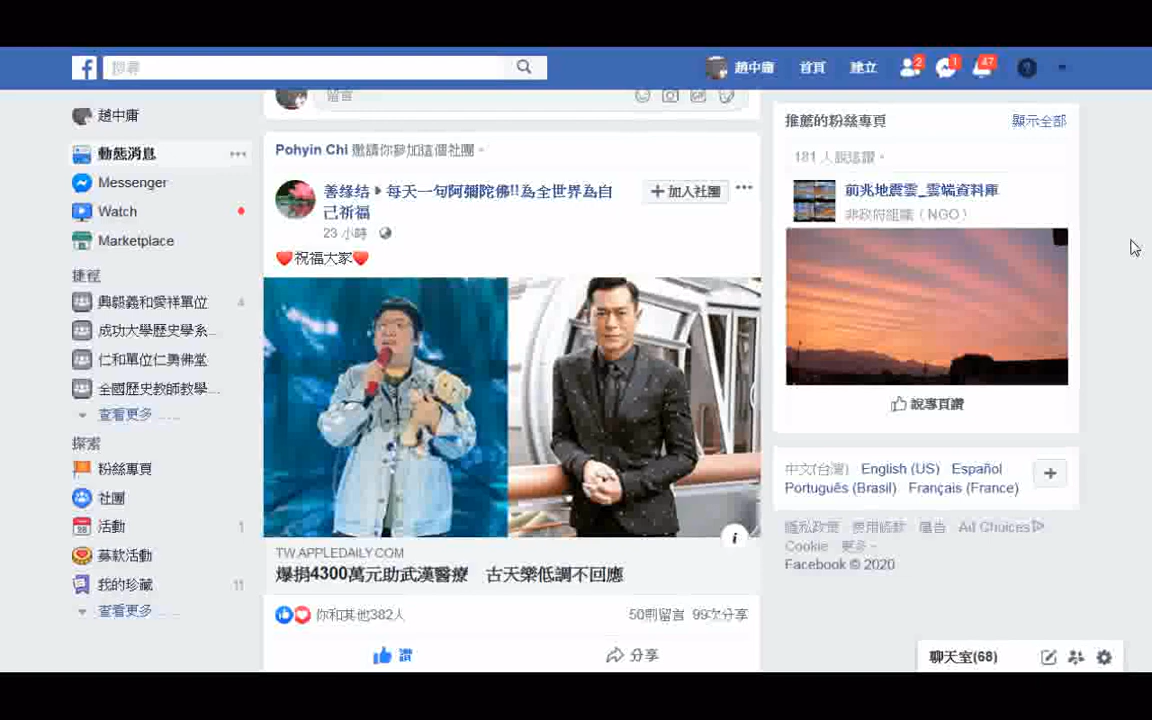 搜尋
趙中庸
首頁
建立
2
1
47
趙中庸
動態消息
Messenger
Watch
Marketplace
捷徑
興毅義和愛祥單位 4
成功大學歷史學系...
仁和單位仁勇佛堂
全國歷史教師教學...
查看更多......
探索
粉絲專頁
社團
活動 1
募款活動
我的珍藏 11
查看更多......
留言
GIF
Pohyin Chi 邀請你參加這個社團。
善缘结 ▸ 每天一句阿彌陀佛!!為全世界為自
己祈福
+ 加入社團
23 小時
❤️祝福大家❤️
TW.APPLEDAILY.COM
爆捐4300萬元助武漢醫療 古天樂低調不回應
你和其他382人
50則留言 99次分享
讚
分享
推薦的粉絲專頁
顯示全部
181 人說這讚。
前兆地震雲_雲端資料庫
非政府組織（NGO）
說專頁讚
中文(台灣) English (US) Español
Português (Brasil) Français (France)
隱私政策 使用條款 廣告 Ad Choices
Cookie 更多
Facebook © 2020
聊天室(68)